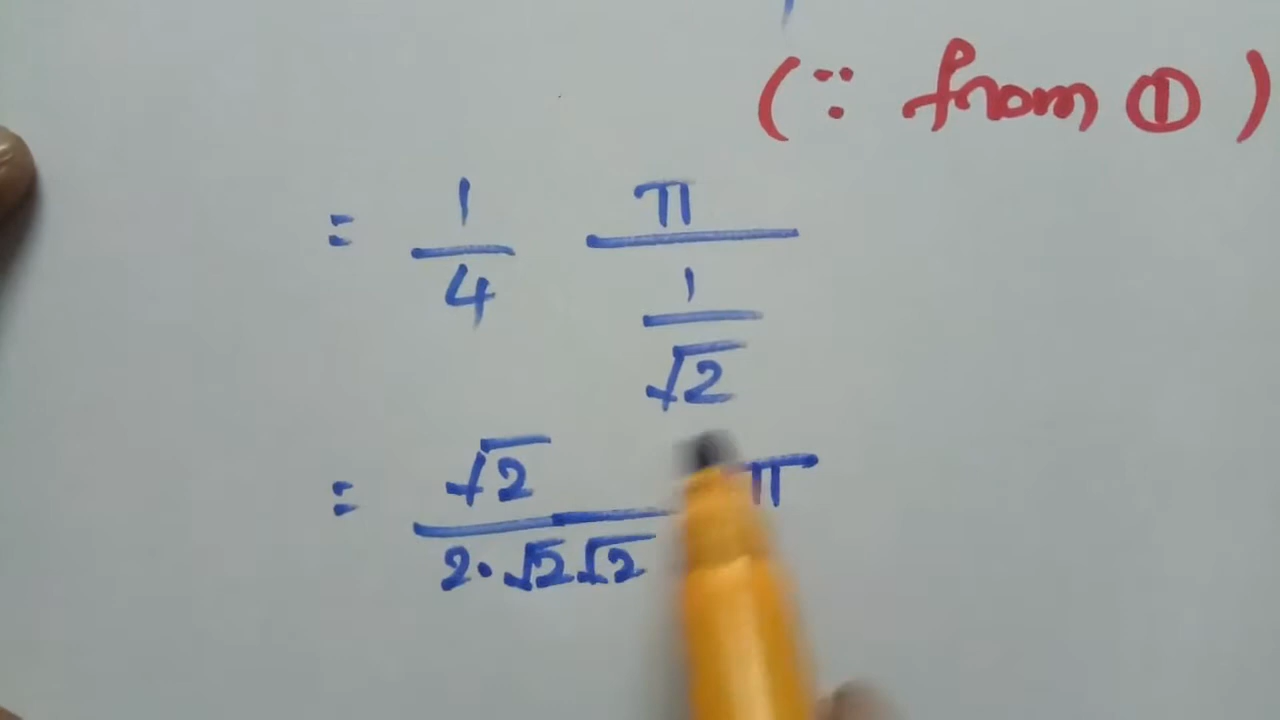 (∵ from ①)
= 1/4 π/(1/√2)
= √2/(2·√2√2) π